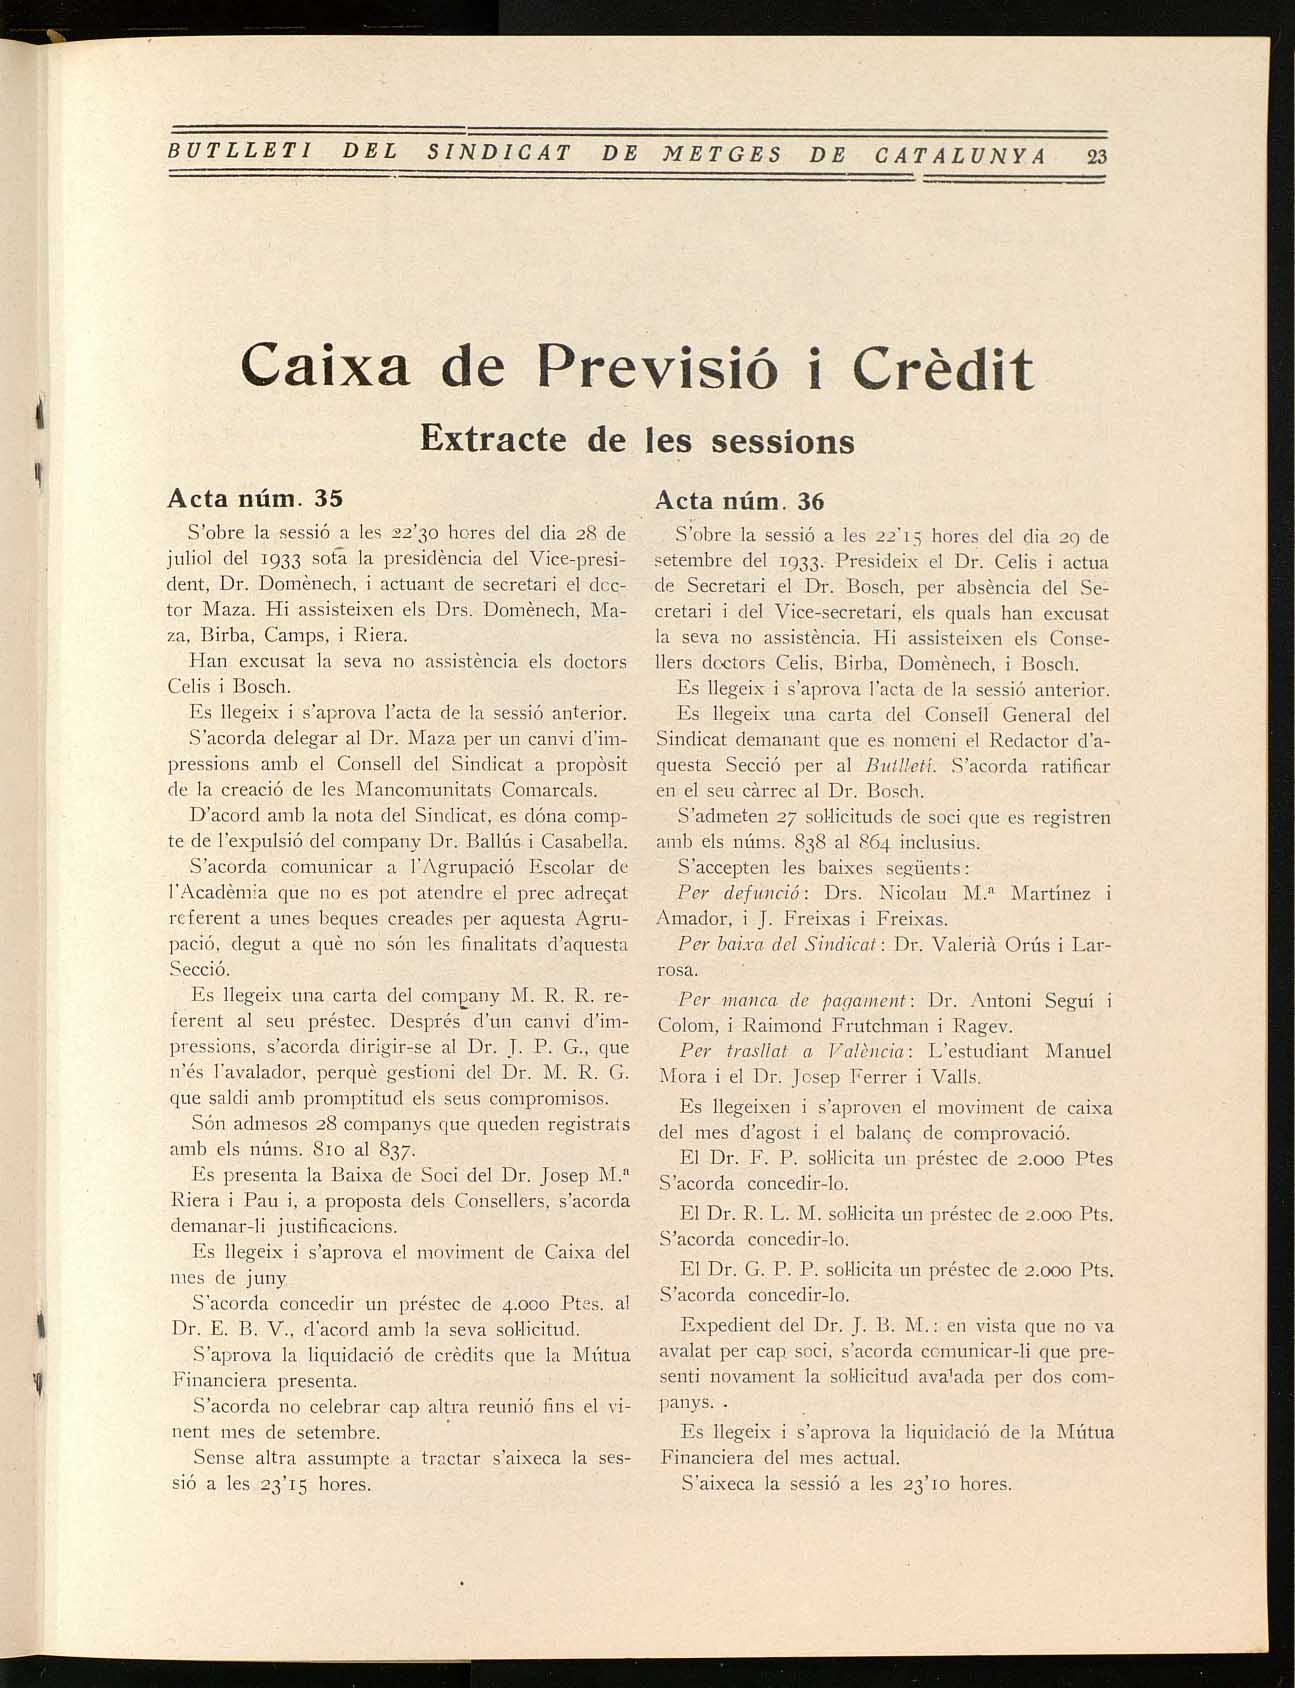 BUTLLETI DEL SINDICAT DE METGES DE CATALUNYA 23
Caixa de Previsió i Crèdit
Extracte de les sessions
Acta núm. 35
S'obre la sessió a les 22'30 hores del dia 28 de
juliol del 1933 sota la presidència del Vice-presi-
dent, Dr. Domènech, i actuant de secretari el doc-
tor Maza. Hi assisteixen els Drs. Domènech, Ma-
za, Birba, Camps, i Riera.
Han excusat la seva no assistència els doctors
Celis i Bosch.
Es llegeix i s'aprova l'acta de la sessió anterior.
S'acorda delegar al Dr. Maza per un canvi d'im-
pressions amb el Consell del Sindicat a propòsit
de la creació de les Mancomunitats Comarcals.
D'acord amb la nota del Sindicat, es dóna comp-
te de l'expulsió del company Dr. Ballús i Casabella.
S'acorda comunicar a l'Agrupació Escolar de
l'Acadèmia que no es pot atendre el prec adreçat
referent a unes beques creades per aquesta Agru-
pació, degut a què no són les finalitats d'aquesta
Secció.
Es llegeix una carta del company M. R. R. re-
ferent al seu préstec. Després d'un canvi d'im-
pressions, s'acorda dirigir-se al Dr. J. P. G., que
n'és l'avalador, perquè gestioni del Dr. M. R. G.
que saldi amb promptitud els seus compromisos.
Són admesos 28 companys que queden registrats
amb els núms. 810 al 837.
Es presenta la Baixa de Soci del Dr. Josep M.ª
Riera i Pau i, a proposta dels Consellers, s'acorda
demanar-li justificacions.
Es llegeix i s'aprova el moviment de Caixa del
mes de juny
S'acorda concedir un préstec de 4.000 Ptes. al
Dr. E. B. V., d'acord amb la seva sol·licitud.
S'aprova la liquidació de crèdits que la Mútua
Financiera presenta.
S'acorda no celebrar cap altra reunió fins el vi-
nent mes de setembre.
Sense altra assumpte a tractar s'aixeca la ses-
sió a les 23'15 hores.
Acta núm. 36
S'obre la sessió a les 22'15 hores del dia 29 de
setembre del 1933. Presideix el Dr. Celis i actua
de Secretari el Dr. Bosch, per absència del Se-
cretari i del Vice-secretari, els quals han excusat
la seva no assistència. Hi assisteixen els Conse-
llers doctors Celis, Birba, Domènech, i Bosch.
Es llegeix i s'aprova l'acta de la sessió anterior.
Es llegeix una carta del Consell General del
Sindicat demanant que es nomeni el Redactor d'a-
questa Secció per al Butlletí. S'acorda ratificar
en el seu càrrec al Dr. Bosch.
S'admeten 27 sol·licituds de soci que es registren
amb els núms. 838 al 864 inclusius.
S'accepten les baixes següents:
Per defunció: Drs. Nicolau M.ª Martínez i
Amador, i J. Freixas i Freixas.
Per baixa del Sindicat: Dr. Valerià Orús i Lar-
rosa.
Per manca de pagament: Dr. Antoni Seguí i
Colom, i Raimond Frutchman i Ragev.
Per trasllat a València: L'estudiant Manuel
Mora i el Dr. Josep Ferrer i Valls.
Es llegeixen i s'aproven el moviment de caixa
del mes d'agost i el balanç de comprovació.
El Dr. F. P. sol·licita un préstec de 2.000 Ptes
S'acorda concedir-lo.
El Dr. R. L. M. sol·licita un préstec de 2.000 Pts.
S'acorda concedir-lo.
El Dr. G. P. P. sol·licita un préstec de 2.000 Pts.
S'acorda concedir-lo.
Expedient del Dr. J. B. M.: en vista que no va
avalat per cap soci, s'acorda comunicar-li que pre-
senti novament la sol·licitud avalada per dos com-
panys.
Es llegeix i s'aprova la liquidació de la Mútua
Financiera del mes actual.
S'aixeca la sessió a les 23'10 hores.